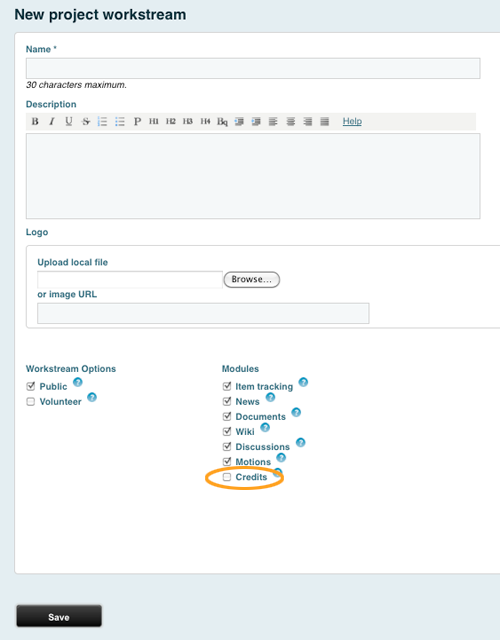 New project workstream
Name *
30 characters maximum.
Description
B I U S P H1 H2 H3 H4 Bq Help
Logo
Upload local file
Browse...
or image URL
Workstream Options Modules
Public ? Item tracking ?
Volunteer ? News ?
Documents ?
Wiki ?
Discussions ?
Motions ?
Credits ?
Save